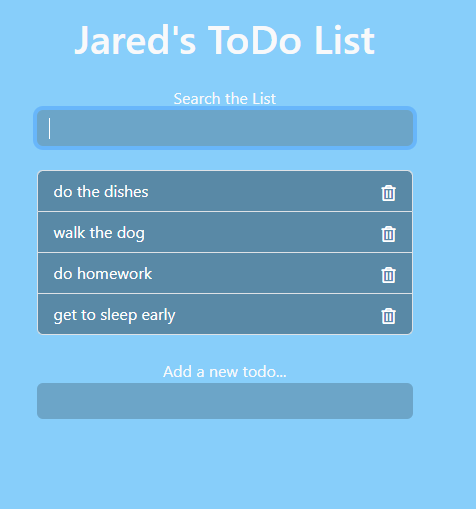 Jared's ToDo List
Search the List
do the dishes
walk the dog
do homework
get to sleep early
Add a new todo...